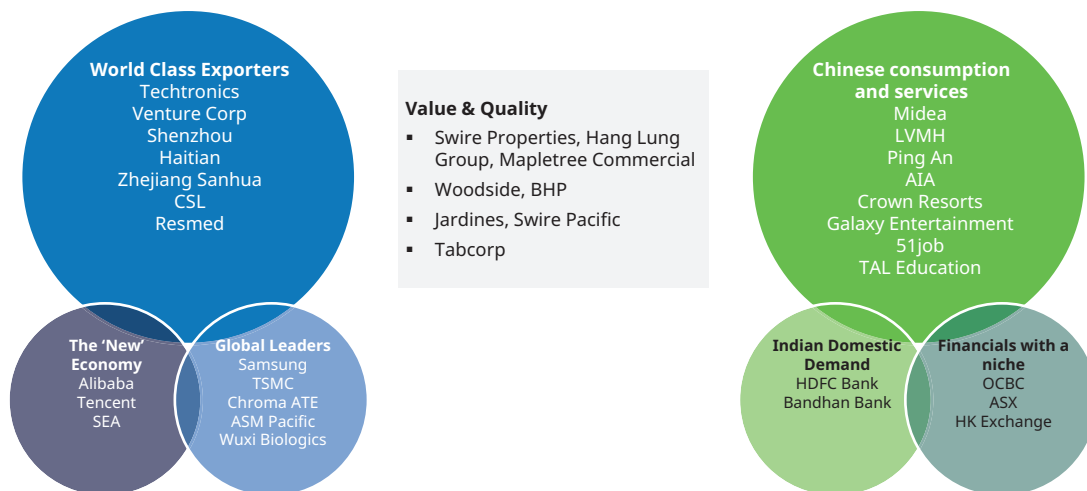 World Class Exporters
Techtronics
Venture Corp
Shenzhou
Haitian
Zhejiang Sanhua
CSL
Resmed
The ‘New’
Economy
Alibaba
Tencent
SEA
Global Leaders
Samsung
TSMC
Chroma ATE
ASM Pacific
Wuxi Biologics
Value & Quality
▪ Swire Properties, Hang Lung
Group, Mapletree Commercial
▪ Woodside, BHP
▪ Jardines, Swire Pacific
▪ Tabcorp
Chinese consumption
and services
Midea
LVMH
Ping An
AIA
Crown Resorts
Galaxy Entertainment
51job
TAL Education
Indian Domestic
Demand
HDFC Bank
Bandhan Bank
Financials with a
niche
OCBC
ASX
HK Exchange